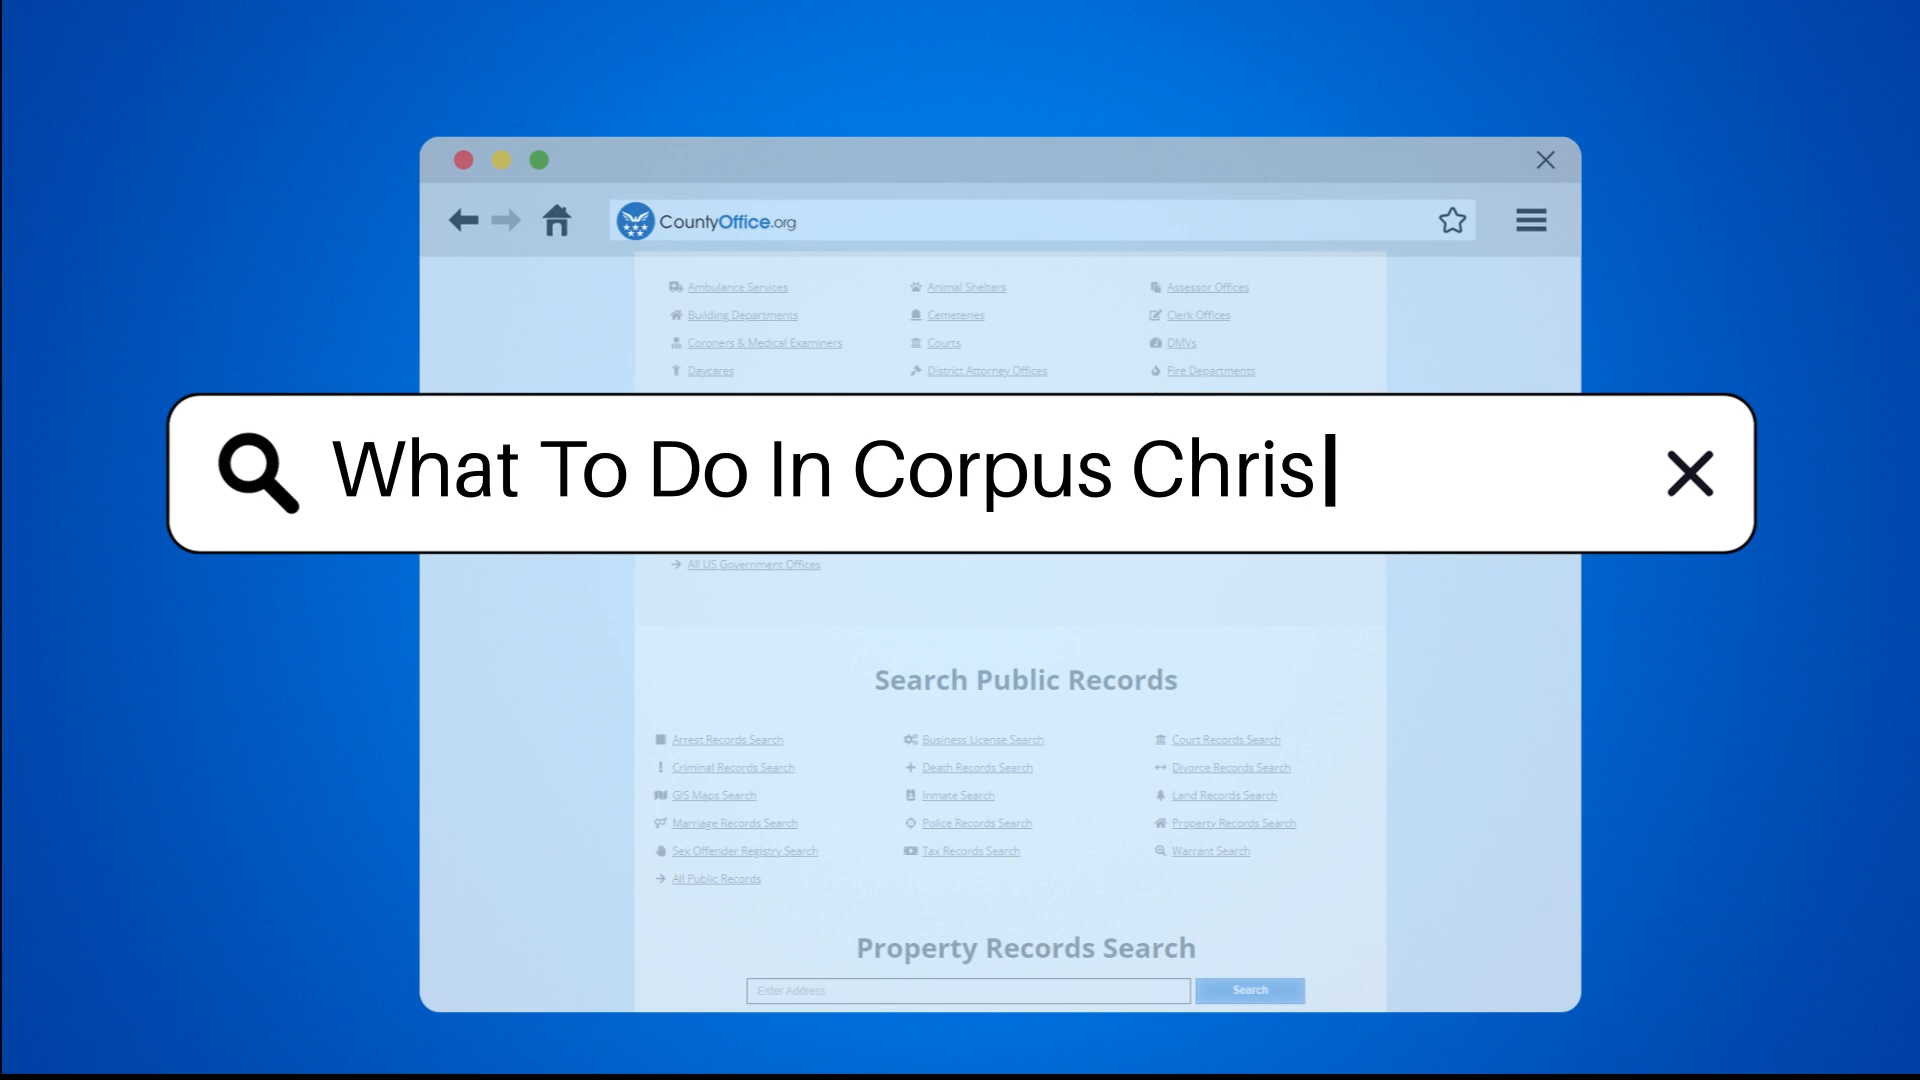 CountyOffice.org
Ambulance Services Animal Shelters Assessor Offices
Building Departments Cemeteries Clerk Offices
Coroners & Medical Examiners Courts DMVs
Daycares District Attorney Offices Fire Departments
What To Do In Corpus Chris
All US Government Offices
Search Public Records
Arrest Records Search Business License Search Court Records Search
Criminal Records Search Death Records Search Divorce Records Search
GIS Maps Search Inmate Search Land Records Search
Marriage Records Search Police Records Search Property Records Search
Sex Offender Registry Search Tax Records Search Warrant Search
All Public Records
Property Records Search
Enter Address Search